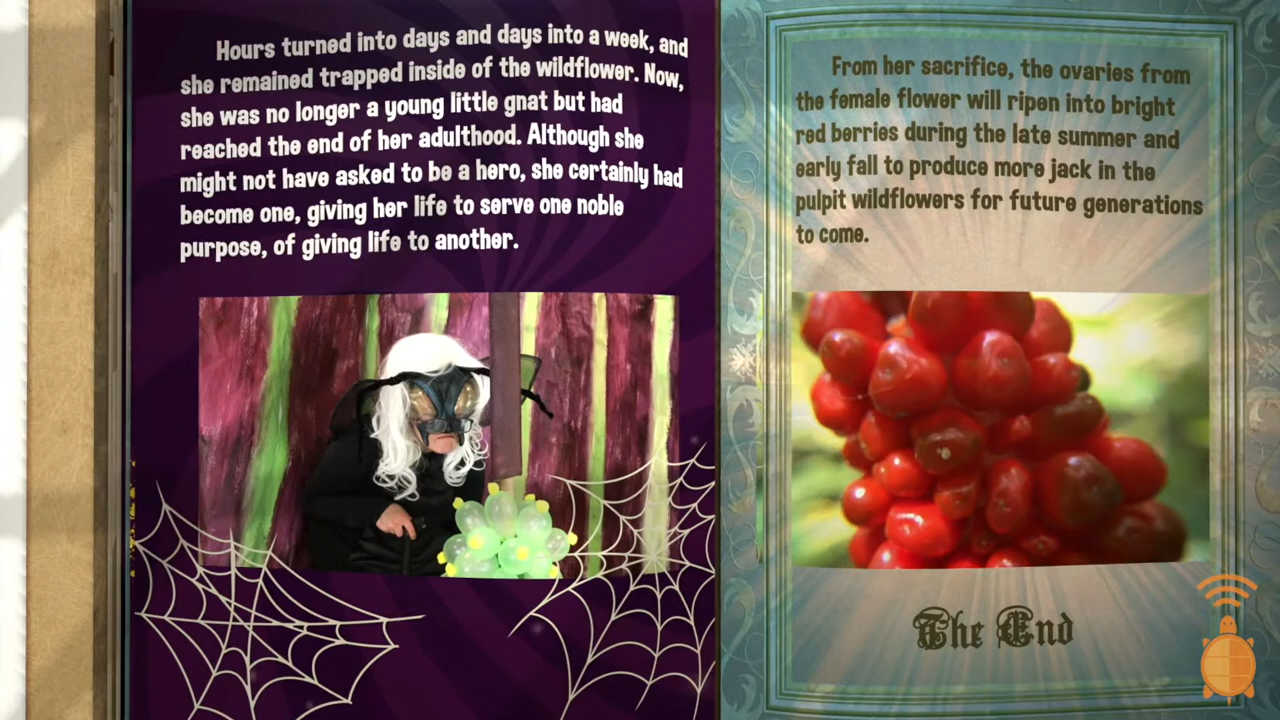 Hours turned into days and days into a week, and
she remained trapped inside of the wildflower. Now,
she was no longer a young little gnat but had
reached the end of her adulthood. Although she
might not have asked to be a hero, she certainly had
become one, giving her life to serve one noble
purpose, of giving life to another.
From her sacrifice, the ovaries from
the female flower will ripen into bright
red berries during the late summer and
early fall to produce more jack in the
pulpit wildflowers for future generations
to come.
The End